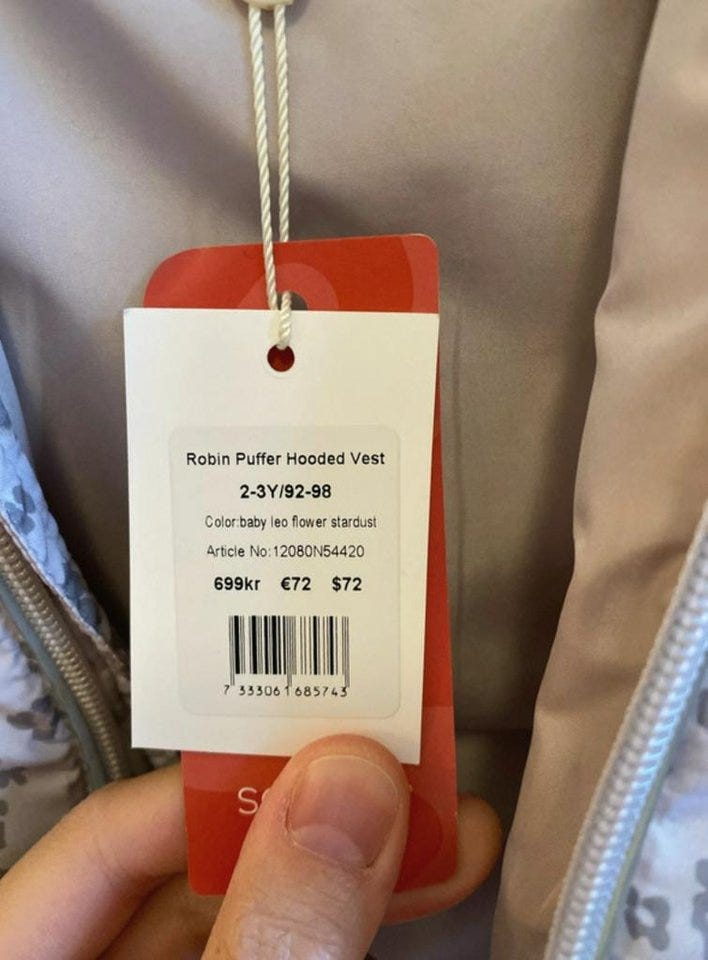 Robin Puffer Hooded Vest
2-3Y/92-98
Color:baby leo flower stardust
Article No:12080N54420
699kr €72 $72
7 333061 685743